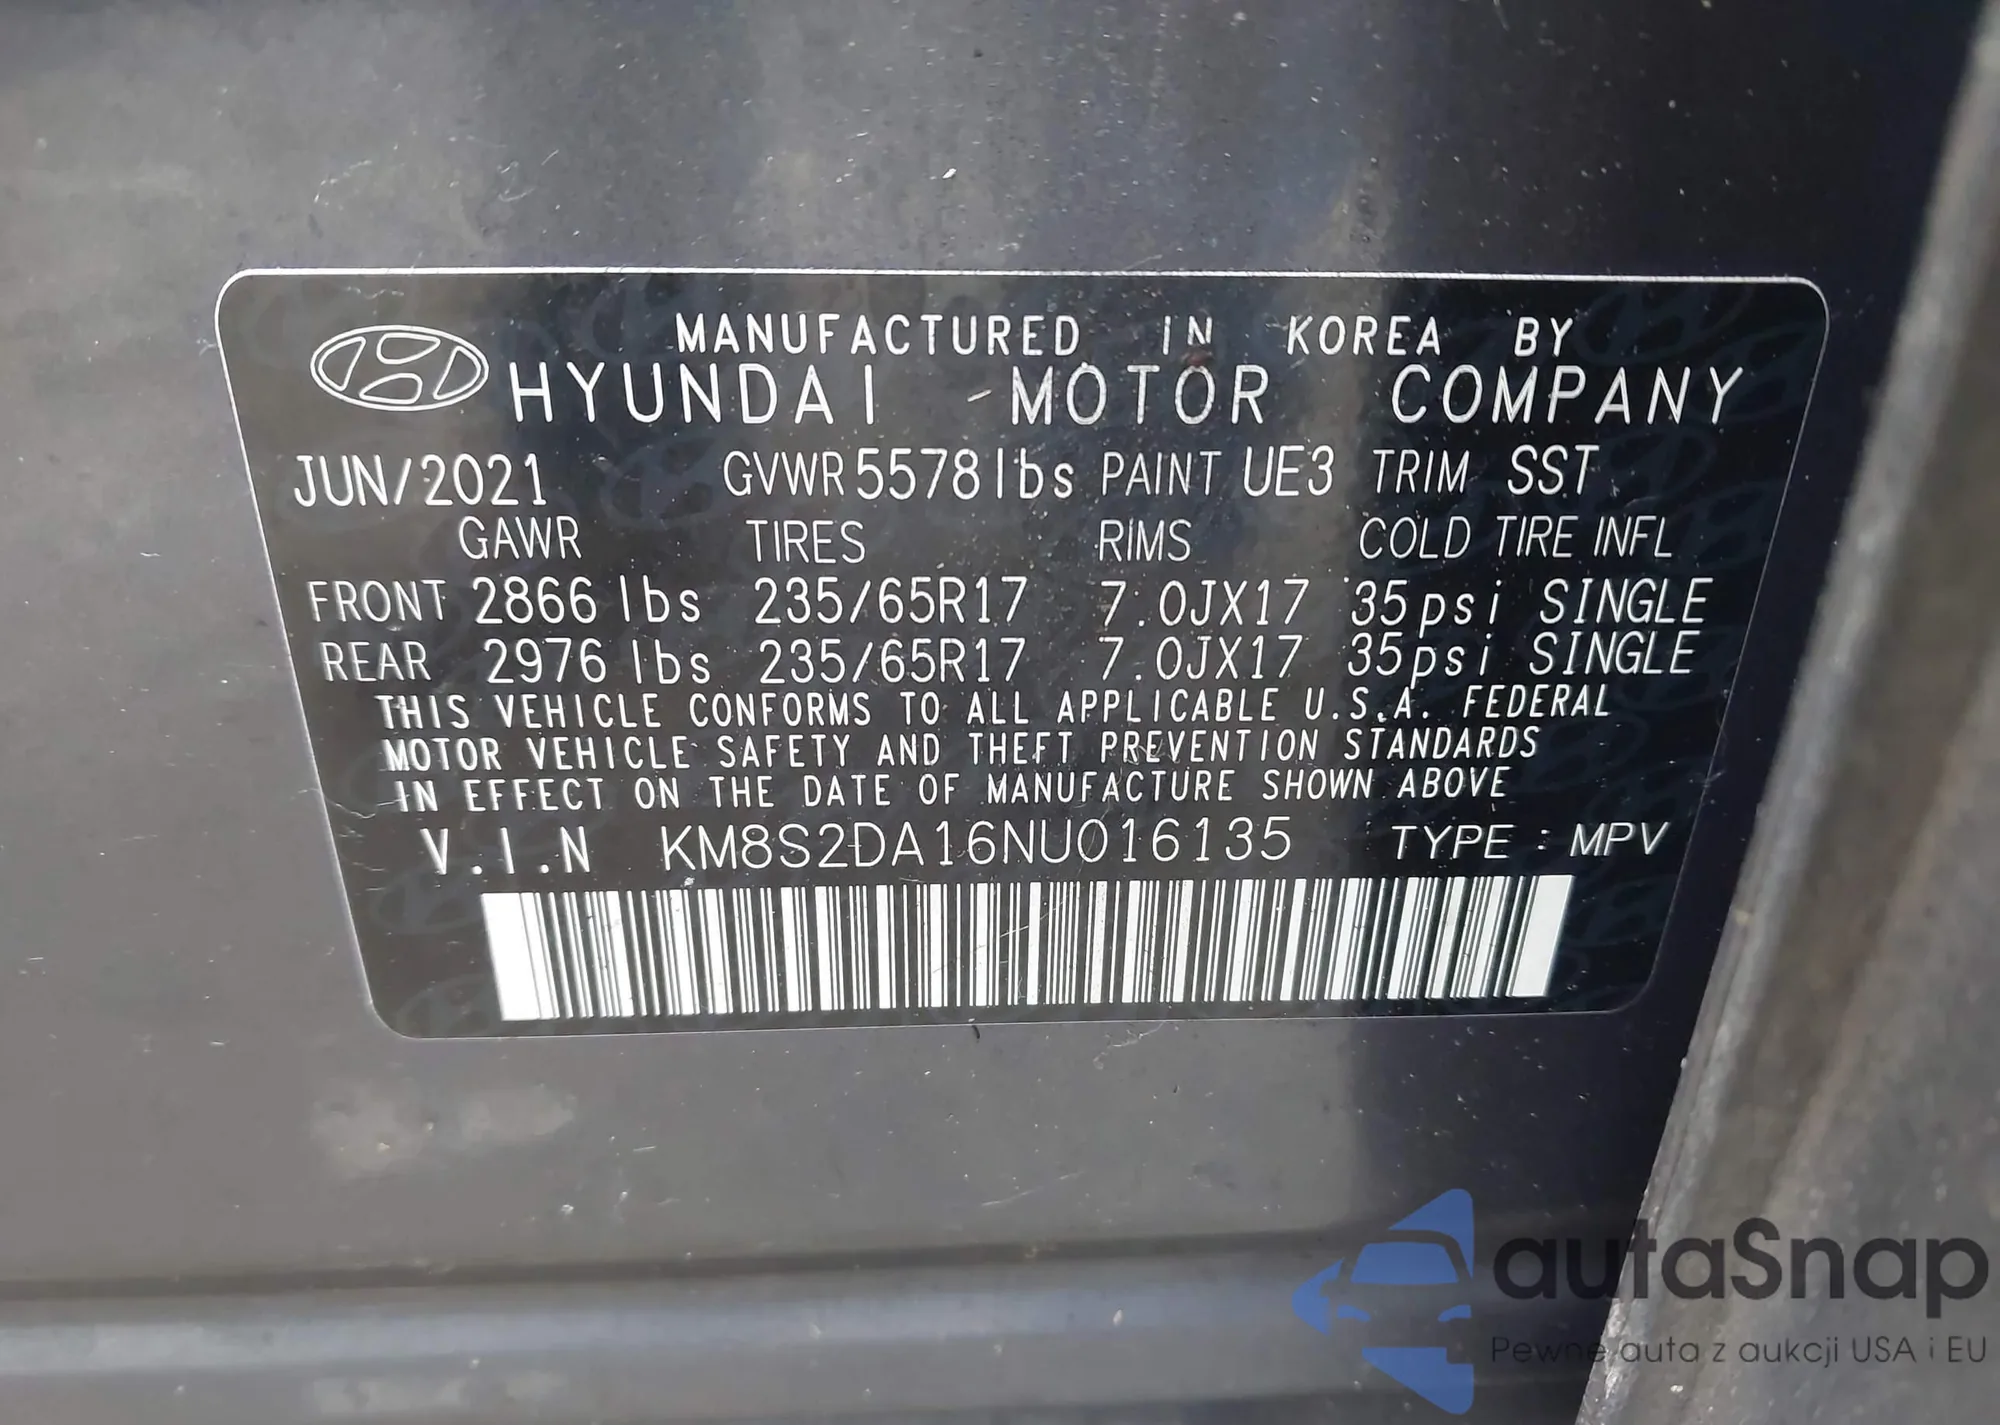 MANUFACTURED IN KOREA BY
HYUNDAI MOTOR COMPANY
JUN/2021 GVWR 5578 lbs PAINT UE3 TRIM SST
GAWR TIRES RIMS COLD TIRE INFL
FRONT 2866 lbs 235/65R17 7.0JX17 35psi SINGLE
REAR 2976 lbs 235/65R17 7.0JX17 35psi SINGLE
THIS VEHICLE CONFORMS TO ALL APPLICABLE U.S.A. FEDERAL
MOTOR VEHICLE SAFETY AND THEFT PREVENTION STANDARDS
IN EFFECT ON THE DATE OF MANUFACTURE SHOWN ABOVE
V.I.N KM8S2DA16NU016135 TYPE : MPV
autaSnap
Pewne auta z aukcji USA i EU